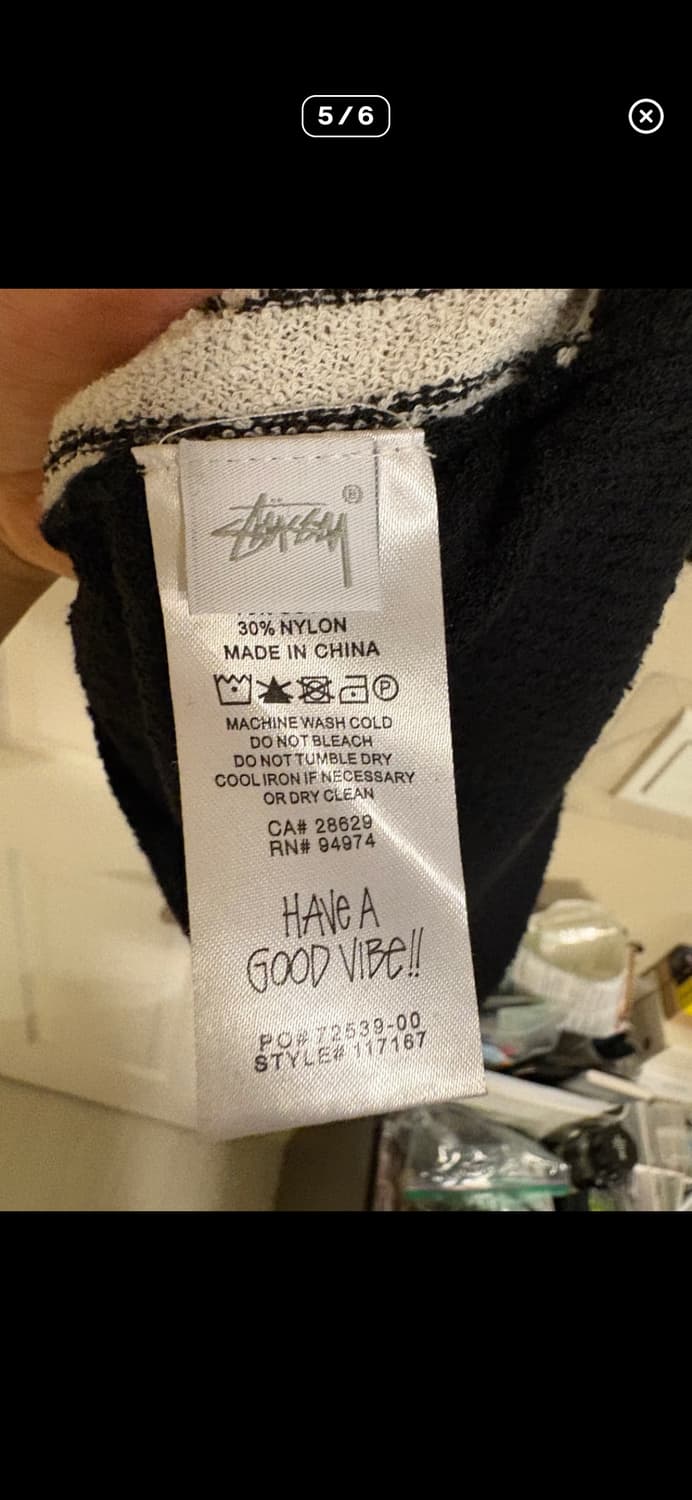 5/6
STÜSSY ®
30% NYLON
MADE IN CHINA
P
MACHINE WASH COLD
DO NOT BLEACH
DO NOT TUMBLE DRY
COOL IRON IF NECESSARY
OR DRY CLEAN
CA# 28629
RN# 94974
HAVe A
GOOD VIBe!!
PO# 72539-00
STYLE# 117167